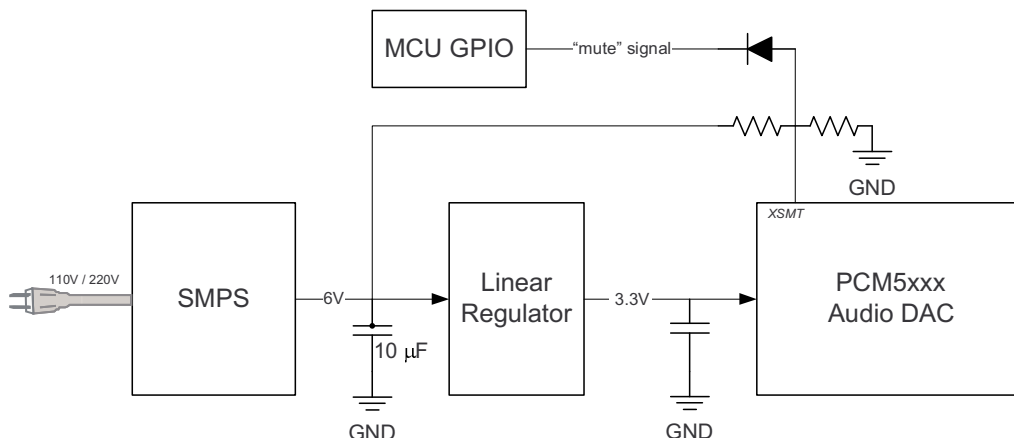 MCU GPIO
“mute” signal
GND
XSMT
110V / 220V
SMPS
6V
Linear
Regulator
3.3V
PCM5xxx
Audio DAC
10 μF
GND
GND